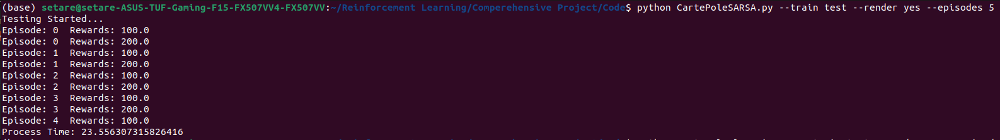 (base) setare@setare-ASUS-TUF-Gaming-F15-FX507VV4-FX507VV:~/Reinforcement Learning/Comperehensive Project/Code$ python CartePoleSARSA.py --train test --render yes --episodes 5
Testing Started...
Episode: 0  Rewards: 100.0
Episode: 0  Rewards: 200.0
Episode: 1  Rewards: 100.0
Episode: 1  Rewards: 200.0
Episode: 2  Rewards: 100.0
Episode: 2  Rewards: 200.0
Episode: 3  Rewards: 100.0
Episode: 3  Rewards: 200.0
Episode: 4  Rewards: 100.0
Process Time: 23.556307315826416